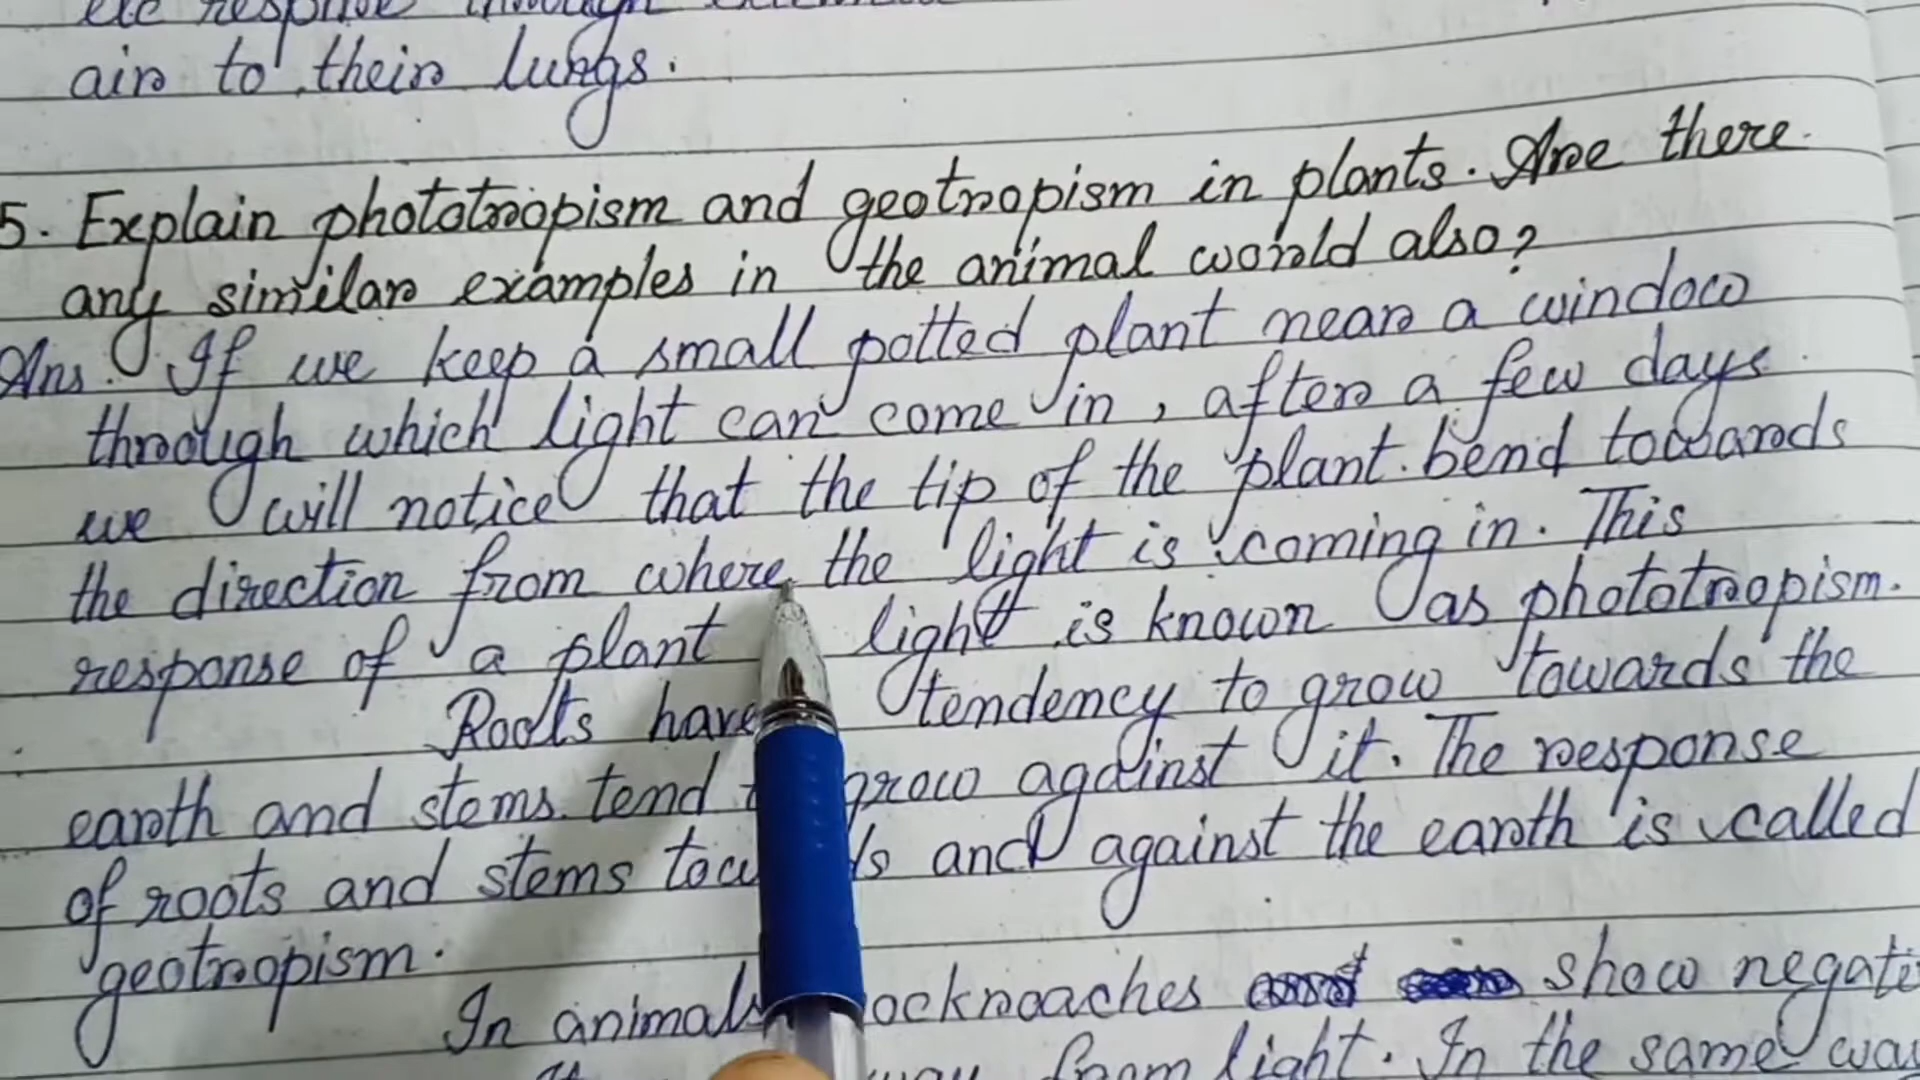 air to their lungs.
5. Explain phototropism and geotropism in plants. Are there
any similar examples in the animal world also?
Ans. If we keep a small potted plant near a window
through which light can come in, after a few days
we will notice that the tip of the plant bend towards
the direction from where the light is coming in. This
response of a plant light is known as phototropism.
Roots have tendency to grow towards the
earth and stems tend grow against it. The response
of roots and stems and against the earth is called
geotropism.
In animals show
from light. In the same